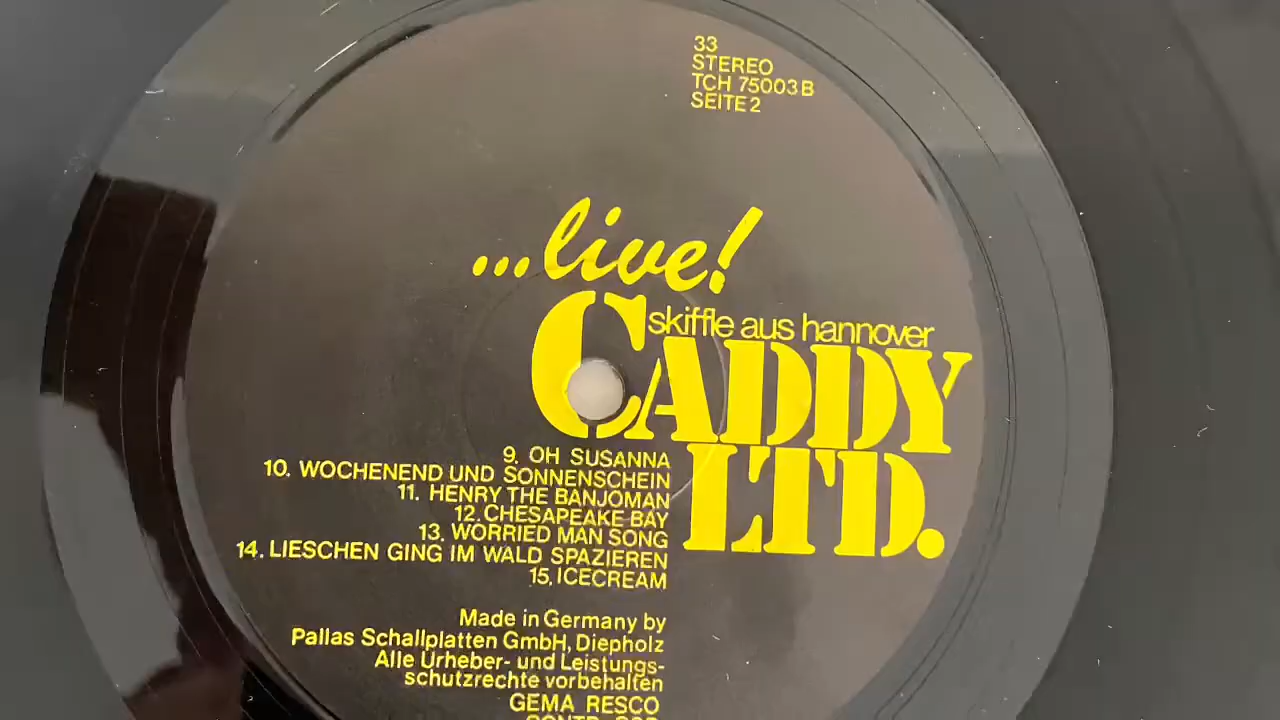 33
STEREO
TCH 75003 B
SEITE 2
...live!
skiffle aus hannover
CADDY
LTD.
9. OH SUSANNA
10. WOCHENEND UND SONNENSCHEIN
11. HENRY THE BANJOMAN
12. CHESAPEAKE BAY
13. WORRIED MAN SONG
14. LIESCHEN GING IM WALD SPAZIEREN
15. ICECREAM
Made in Germany by
Pallas Schallplatten GmbH, Diepholz
Alle Urheber- und Leistungs-
schutzrechte vorbehalten
GEMA RESCO